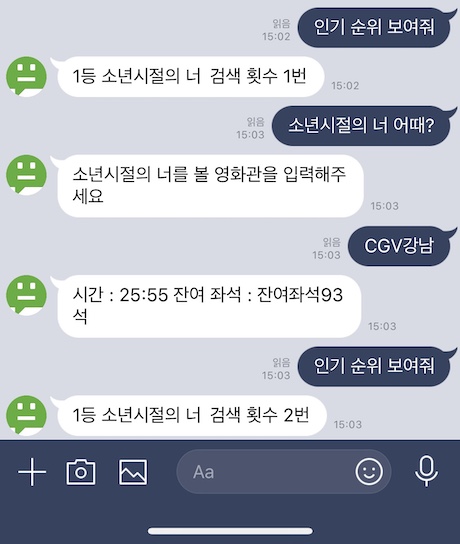 인기 순위 보여줘
읽음
15:02
1등 소년시절의 너  검색 횟수 1번
15:02
소년시절의 너 어때?
읽음
15:03
소년시절의 너를 볼 영화관을 입력해주
세요
15:03
CGV강남
읽음
15:03
시간 : 25:55 잔여 좌석 : 잔여좌석93
석
15:03
인기 순위 보여줘
읽음
15:03
1등 소년시절의 너  검색 횟수 2번
15:03
Aa